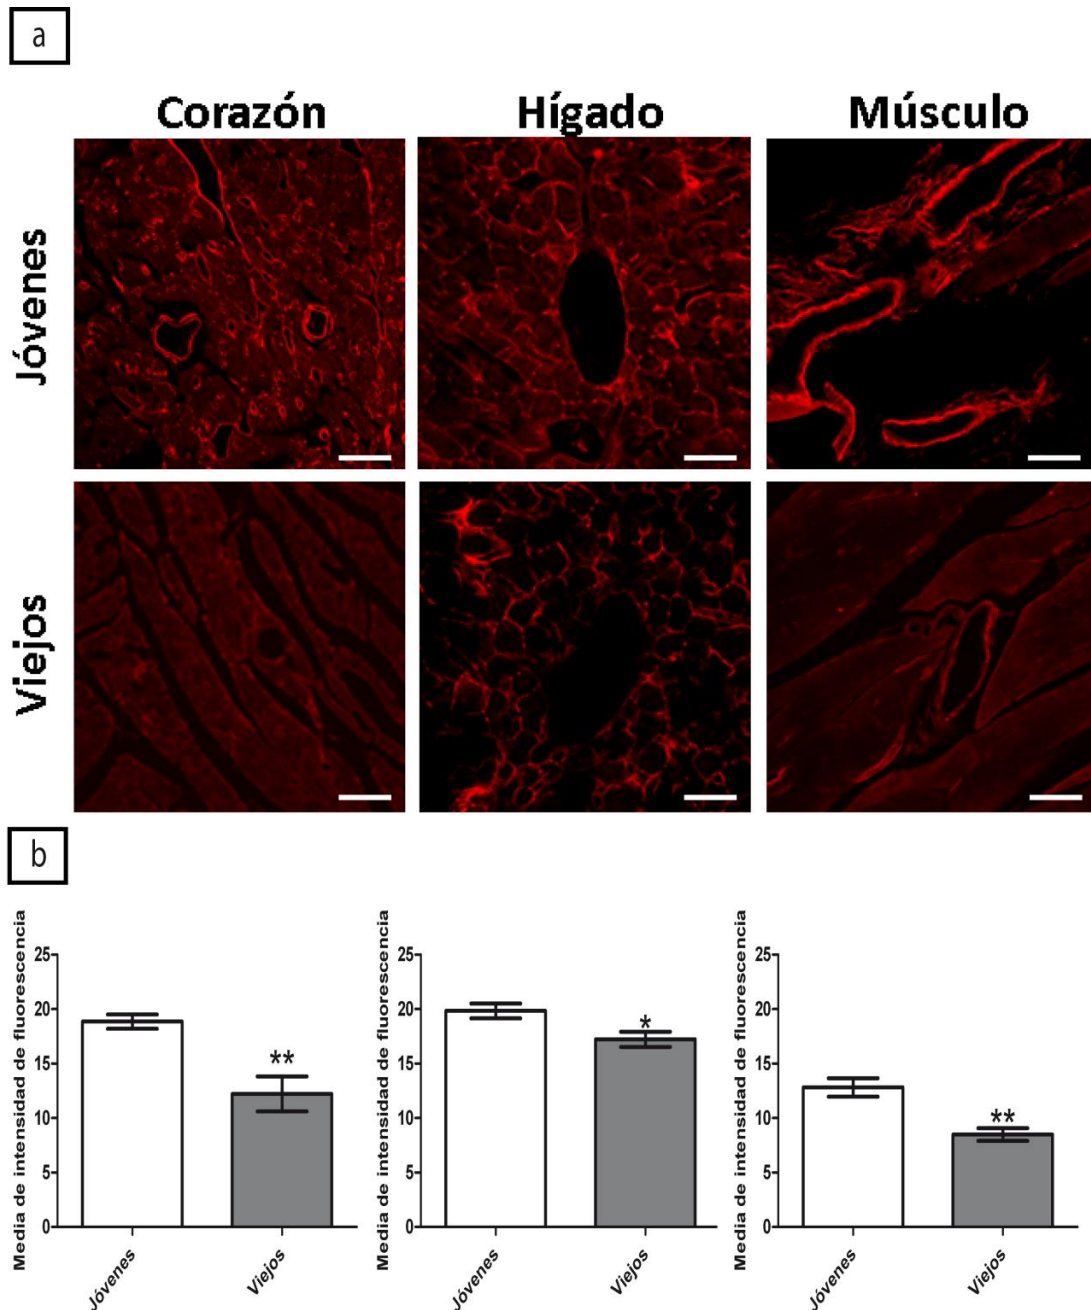 a
Corazón
Hígado
Músculo
Jóvenes
Viejos
b
Media de intensidad de fluorescencia
25
20
15
10
5
0
**
Jóvenes
Viejos
Media de intensidad de fluorescencia
25
20
15
10
5
0
*
Jóvenes
Viejos
Media de intensidad de fluorescencia
25
20
15
10
5
0
**
Jóvenes
Viejos